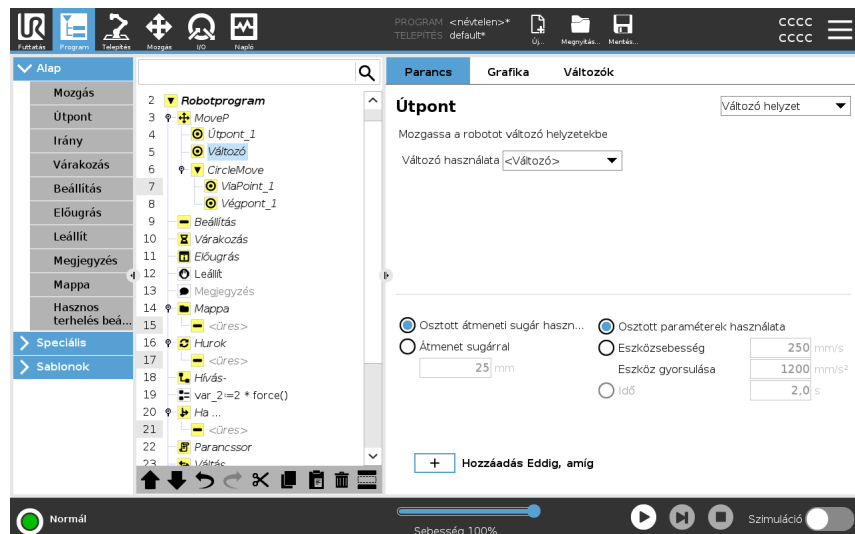 PROGRAM <névtelen>*
TELEPÍTÉS default*
Futtatás
Program
Telepítés
Mozgás
I/O
Napló
Új...
Megnyitás...
Mentés...
cccc
cccc
Alap
Mozgás
Útpont
Irány
Várakozás
Beállítás
Előugrás
Leállít
Megjegyzés
Mappa
Hasznos
terhelés beá...
Speciális
Sablonok
2 Robotprogram
3 MoveP
4 Útpont_1
5 Változó
6 CircleMove
7 ViaPoint_1
8 Végpont_1
9 Beállítás
10 Várakozás
11 Előugrás
12 Leállít
13 Megjegyzés
14 Mappa
15 <üres>
16 Hurok
17 <üres>
18 Hívás-
19 var_2:=2 * force()
20 Ha ...
21 <üres>
22 Parancssor
23 Váltás
Parancs
Grafika
Változók
Útpont
Változó helyzet
Mozgassa a robotot változó helyzetekbe
Változó használata <Változó>
Osztott átmeneti sugár haszn...
Átmenet sugárral
25 mm
Osztott paraméterek használata
Eszközsebesség 250 mm/s
Eszköz gyorsulása 1200 mm/s²
Idő 2,0 s
+ Hozzáadás Eddig, amíg
Normál
Sebesség 100%
Szimuláció